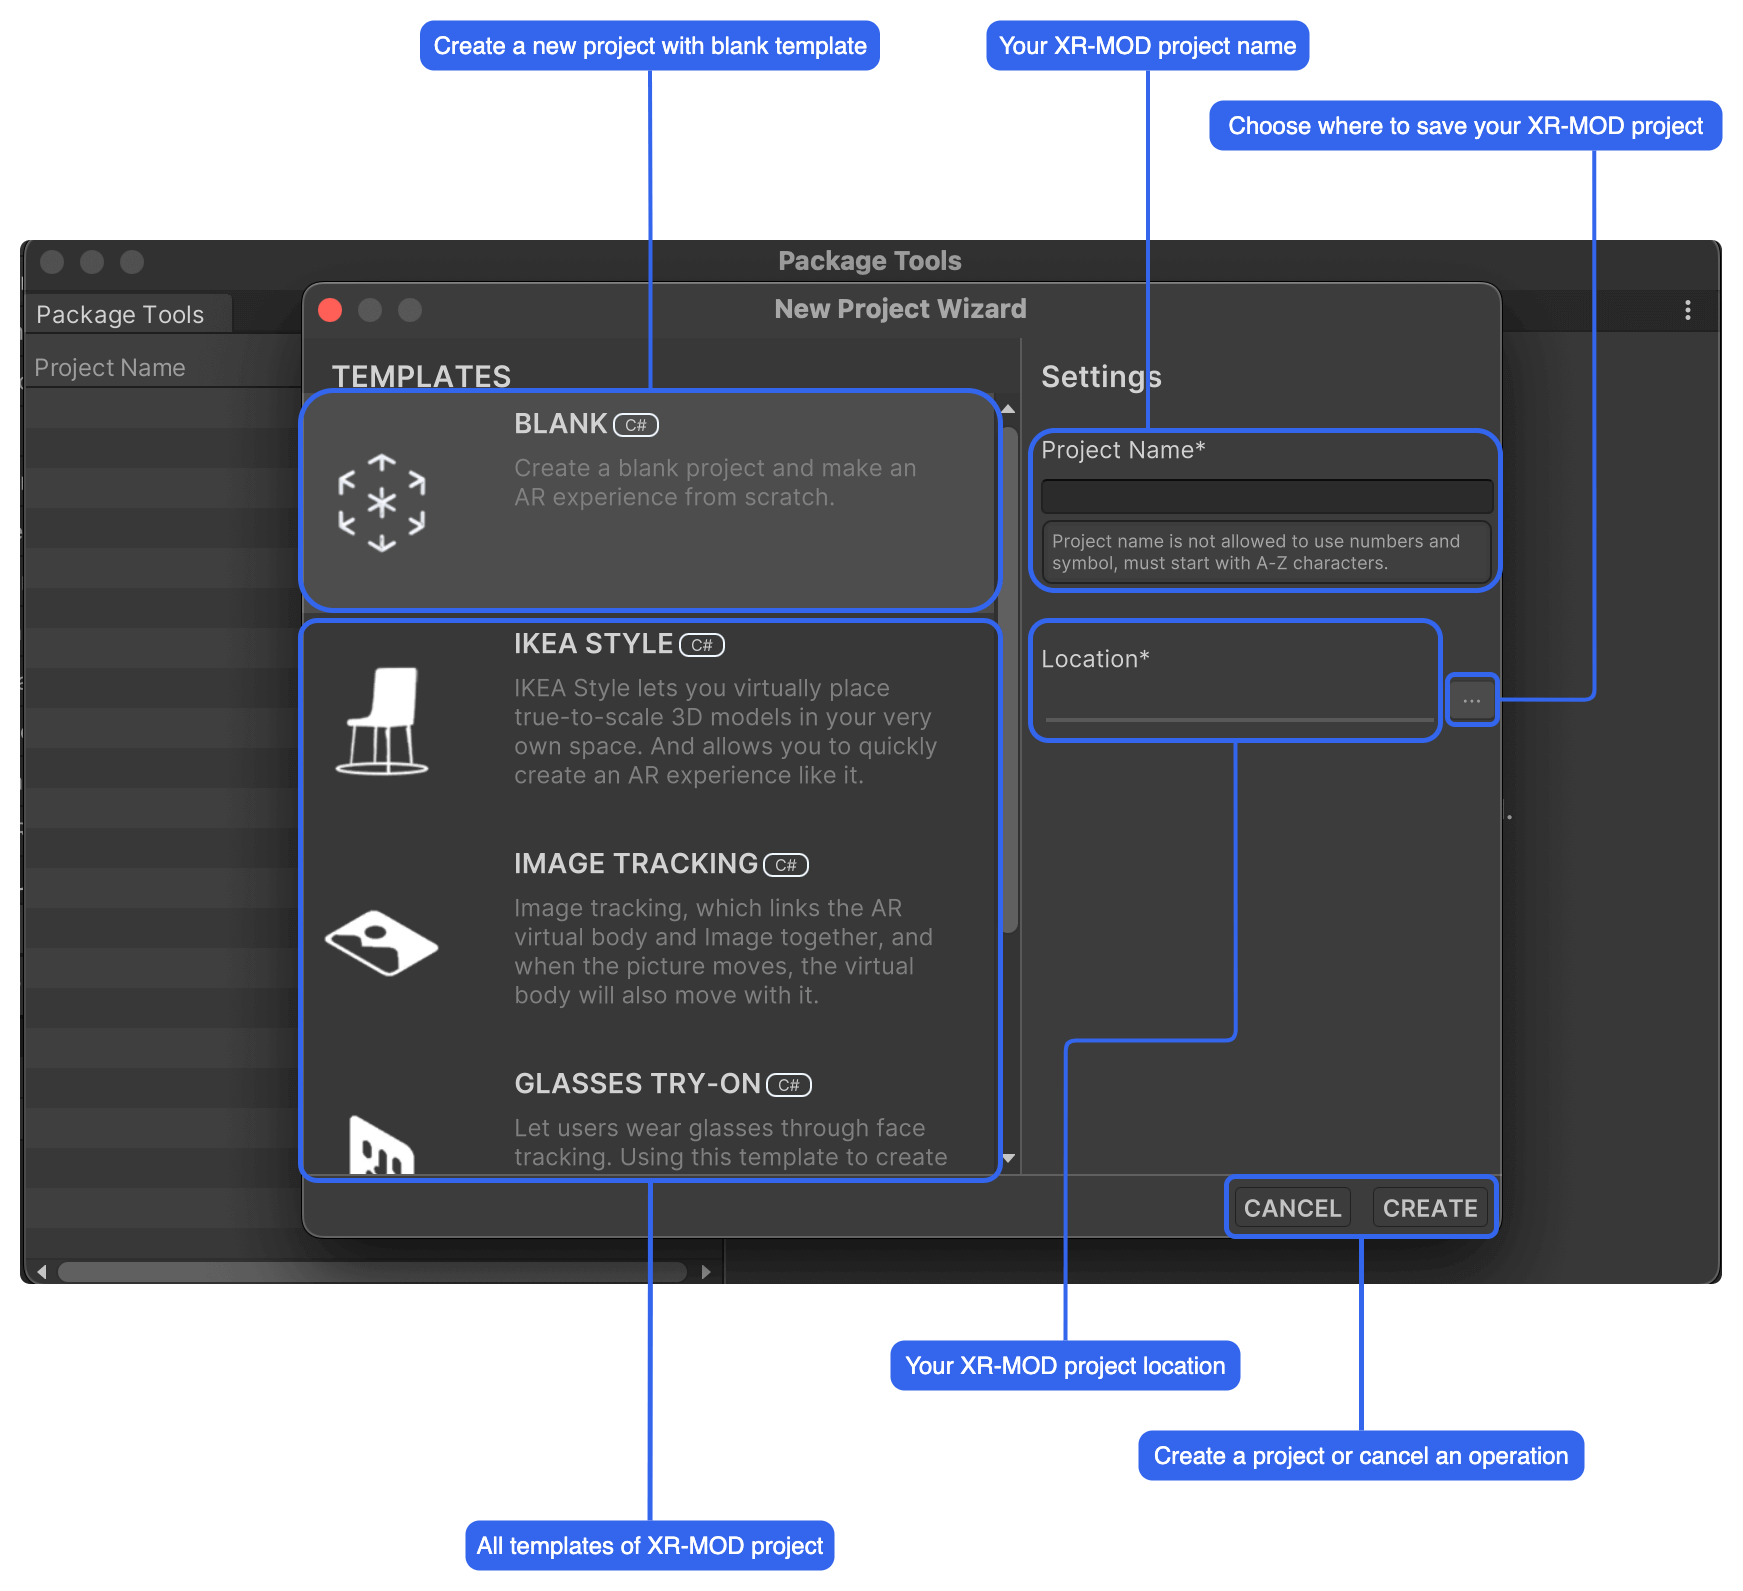 Create a new project with blank template
Your XR-MOD project name
Choose where to save your XR-MOD project
Package Tools
Package Tools
New Project Wizard
Project Name
TEMPLATES
Settings
BLANK C#
Create a blank project and make an
AR experience from scratch.
Project Name*
Project name is not allowed to use numbers and
symbol, must start with A-Z characters.
IKEA STYLE C#
IKEA Style lets you virtually place
true-to-scale 3D models in your very
own space. And allows you to quickly
create an AR experience like it.
Location*
...
IMAGE TRACKING C#
Image tracking, which links the AR
virtual body and Image together, and
when the picture moves, the virtual
body will also move with it.
GLASSES TRY-ON C#
Let users wear glasses through face
tracking. Using this template to create
CANCEL
CREATE
Your XR-MOD project location
Create a project or cancel an operation
All templates of XR-MOD project